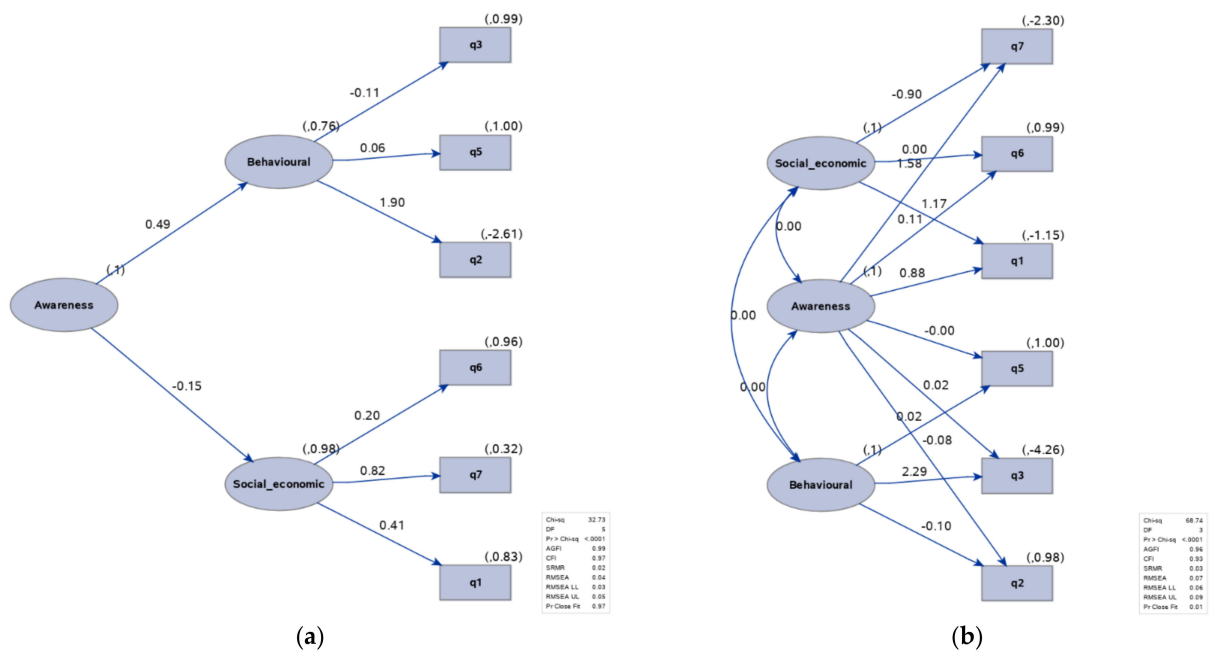 (,0.99)
q3
-0.11
(,0.76)
(,1.00)
Behavioural
0.06
q5
1.90
0.49
(,-2.61)
q2
(,1)
Awareness
(,0.96)
q6
-0.15
0.20
(,0.98)
(,0.32)
Social_economic
0.82
q7
0.41
(,0.83)
q1
Chi-sq 32.73
DF 5
Pr > Chi-sq <.0001
AGFI 0.99
CFI 0.97
SRMR 0.02
RMSEA 0.04
RMSEA LL 0.03
RMSEA UL 0.05
Pr Close Fit 0.97
(a)
(,-2.30)
q7
-0.90
(,1)
(,0.99)
Social_economic
0.00
q6
1.58
1.17
0.11
0.00
(,-1.15)
q1
(,1)
0.88
Awareness
0.00
-0.00
(,1.00)
q5
0.00
0.02
0.02
-0.08
(,1)
(,-4.26)
Behavioural
2.29
q3
-0.10
(,0.98)
q2
Chi-sq 68.74
DF 3
Pr > Chi-sq <.0001
AGFI 0.96
CFI 0.93
SRMR 0.03
RMSEA 0.07
RMSEA LL 0.06
RMSEA UL 0.09
Pr Close Fit 0.01
(b)